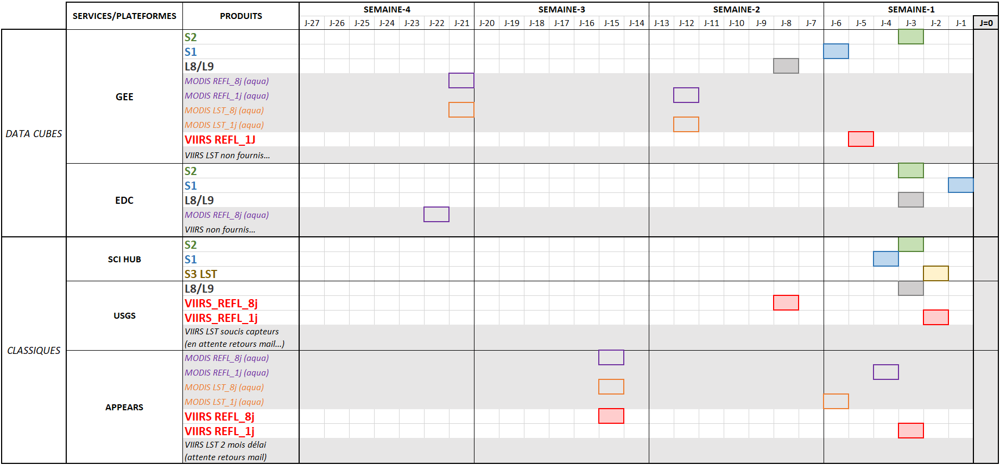 SEMAINE-4 SEMAINE-3 SEMAINE-2 SEMAINE-1
SERVICES/PLATEFORMES PRODUITS
J-27 J-26 J-25 J-24 J-23 J-22 J-21 J-20 J-19 J-18 J-17 J-16 J-15 J-14 J-13 J-12 J-11 J-10 J-9 J-8 J-7 J-6 J-5 J-4 J-3 J-2 J-1 J=0
DATA CUBES
GEE
S2
S1
L8/L9
MODIS REFL_8j (aqua)
MODIS REFL_1j (aqua)
MODIS LST_8j (aqua)
MODIS LST_1j (aqua)
VIIRS REFL_1J
VIIRS LST non fournis...
EDC
S2
S1
L8/L9
MODIS REFL_8j (aqua)
VIIRS non fournis...
CLASSIQUES
SCI HUB
S2
S1
S3 LST
USGS
L8/L9
VIIRS_REFL_8j
VIIRS_REFL_1j
VIIRS LST soucis capteurs
(en attente retours mail...)
APPEARS
MODIS REFL_8j (aqua)
MODIS REFL_1j (aqua)
MODIS LST_8j (aqua)
MODIS LST_1j (aqua)
VIIRS REFL_8j
VIIRS REFL_1j
VIIRS LST 2 mois délai
(attente retours mail)